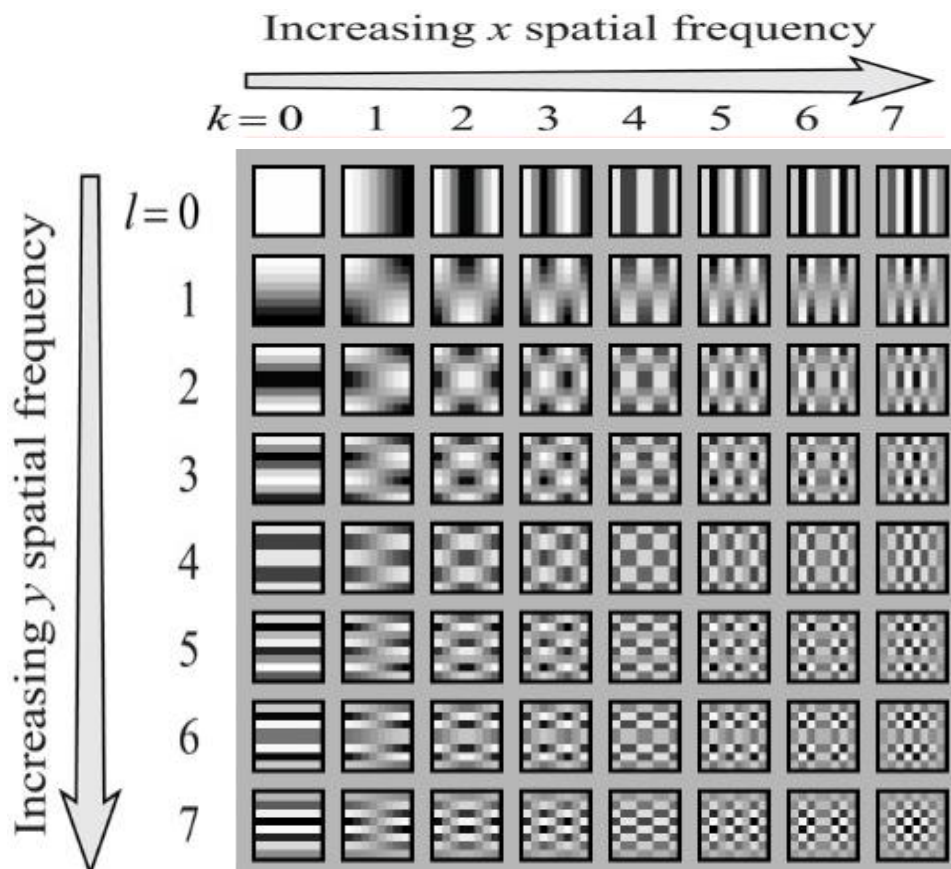 Increasing x spatial frequency
k = 0 1 2 3 4 5 6 7
Increasing y spatial frequency
l = 0
1
2
3
4
5
6
7